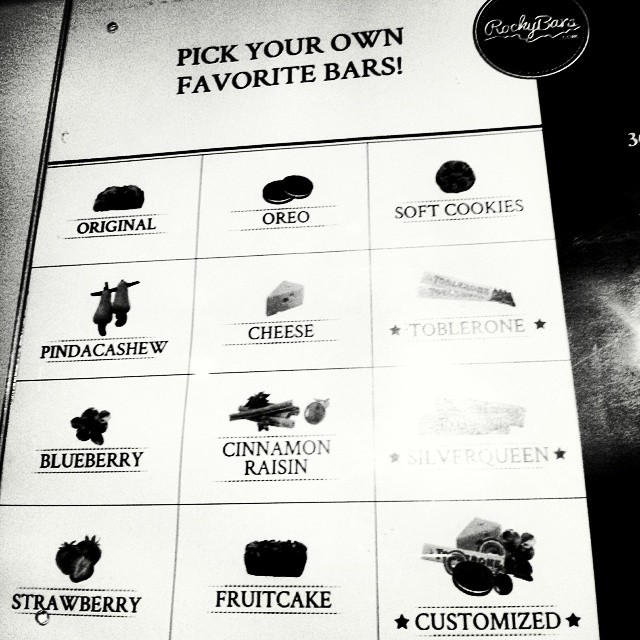 RockyBars
PICK YOUR OWN
FAVORITE BARS!
ORIGINAL
OREO
SOFT COOKIES
PINDACASHEW
CHEESE
★ TOBLERONE ★
BLUEBERRY
CINNAMON
RAISIN
★ SILVERQUEEN ★
STRAWBERRY
FRUITCAKE
★ CUSTOMIZED ★